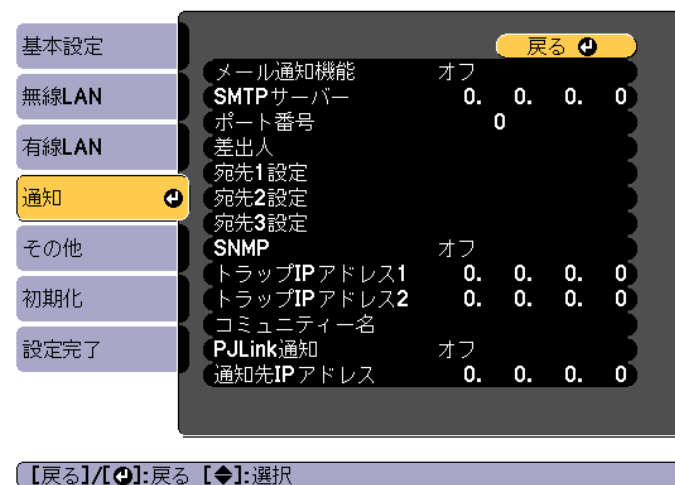 基本設定
無線LAN
有線LAN
通知
その他
初期化
設定完了
戻る
メール通知機能 オフ
SMTPサーバー 0. 0. 0. 0
ポート番号 0
差出人
宛先1設定
宛先2設定
宛先3設定
SNMP オフ
トラップIPアドレス1 0. 0. 0. 0
トラップIPアドレス2 0. 0. 0. 0
コミュニティー名
PJLink通知 オフ
通知先IPアドレス 0. 0. 0. 0
[戻る]/[⏎]:戻る [◆]:選択